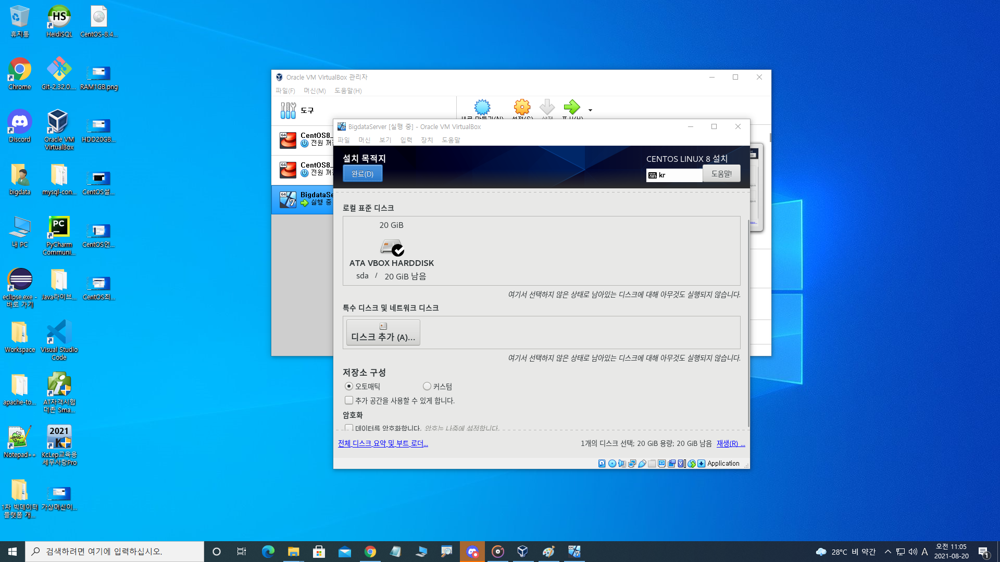 휴지통
HeidiSQL
CentOS-8.4...
Chrome
Git-2.32.0....
RAM1GB.png
Discord
Oracle VM
VirtualBox
HDD20GB...
bigdata
mysql-con...
CentOS설...
내 PC
PyCharm
Communi...
CentOS언...
eclipse.exe -
바로 가기
Java라이브...
CentOS최...
Workspace
Visual Studio
Code
apache-to...
AT자격시험
더존 Sma...
Notepad++
KcLep교육용
세무사랑Pro
1차 빅데이터
플랫폼 개...
가상머신이...
Oracle VM VirtualBox 관리자
파일(F) 머신(M) 도움말(H)
도구
CentOS8_
전원 꺼
CentOS8_
전원 꺼
BigdataSe
실행 중
BigdataServer [실행 중] - Oracle VM VirtualBox
파일 머신 보기 입력 장치 도움말
설치 목적지
완료(D)
CENTOS LINUX 8 설치
kr
도움말!
로컬 표준 디스크
20 GiB
ATA VBOX HARDDISK
sda / 20 GiB 남음
여기서 선택하지 않은 상태로 남아있는 디스크에 대해 아무것도 실행되지 않습니다.
특수 디스크 및 네트워크 디스크
디스크 추가 (A)...
여기서 선택하지 않은 상태로 남아있는 디스크에 대해 아무것도 실행되지 않습니다.
저장소 구성
오토매틱 커스텀
추가 공간을 사용할 수 있게 합니다.
암호화
데이터를 암호화합니다. 암호는 나중에 설정합니다.
전체 디스크 요약 및 부트 로더...
1개의 디스크 선택; 20 GiB 용량; 20 GiB 남음 재생(R) ...
Application
검색하려면 여기에 입력하십시오.
28°C 비 약간
A
오전 11:05
2021-08-20
1